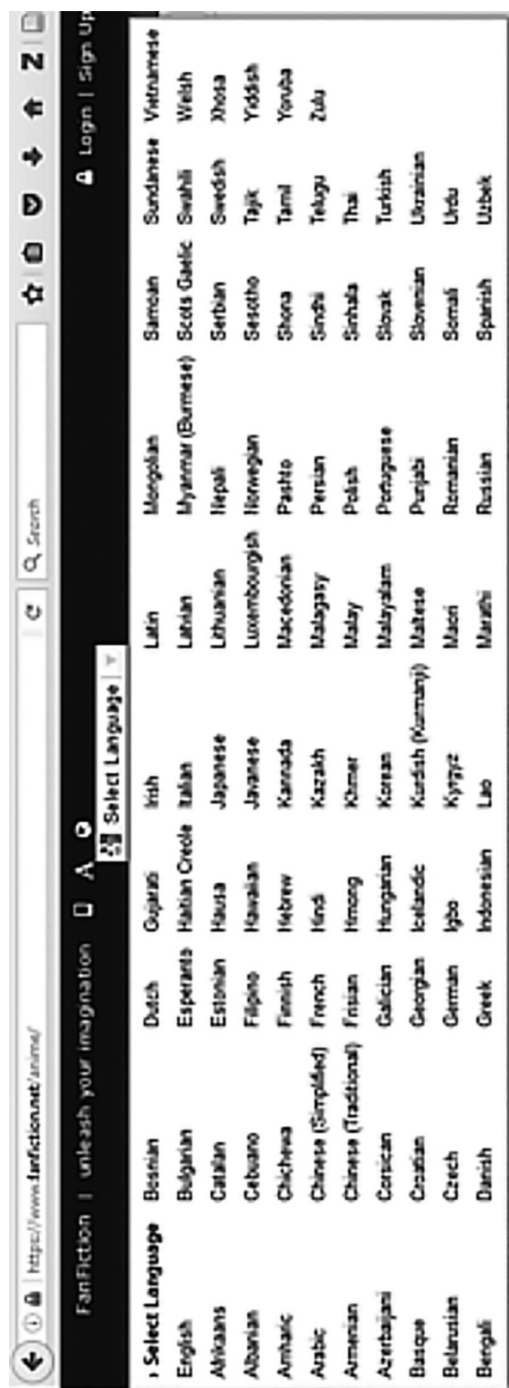 https://www.fanfiction.net/anime/ Search
FanFiction | unleash your imagination A Login | Sign Up
Select Language
› Select Language Bosnian Dutch Gujarati Irish Latin Mongolian Samoan Sundanese Vietnamese
English Bulgarian Esperanto Haitian Creole Italian Latvian Myanmar (Burmese) Scots Gaelic Swahili Welsh
Afrikaans Catalan Estonian Hausa Japanese Lithuanian Nepali Serbian Swedish Xhosa
Albanian Cebuano Filipino Hawaiian Javanese Luxembourgish Norwegian Sesotho Tajik Yiddish
Amharic Chichewa Finnish Hebrew Kannada Macedonian Pashto Shona Tamil Yoruba
Arabic Chinese (Simplified) French Hindi Kazakh Malagasy Persian Sindhi Telugu Zulu
Armenian Chinese (Traditional) Frisian Hmong Khmer Malay Polish Sinhala Thai
Azerbaijani Corsican Galician Hungarian Korean Malayalam Portuguese Slovak Turkish
Basque Croatian Georgian Icelandic Kurdish (Kurmanji) Maltese Punjabi Slovenian Ukrainian
Belarusian Czech German Igbo Kyrgyz Maori Romanian Somali Urdu
Bengali Danish Greek Indonesian Lao Marathi Russian Spanish Uzbek